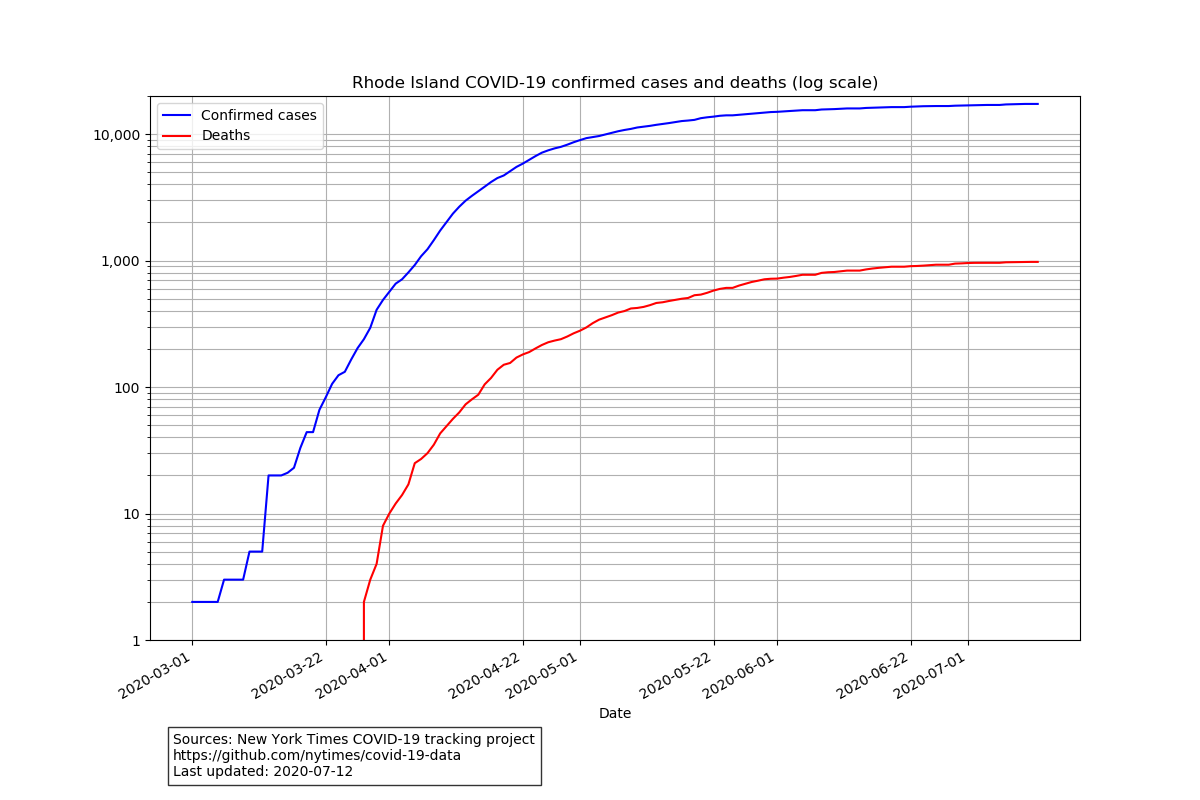 Rhode Island COVID-19 confirmed cases and deaths (log scale)
Confirmed cases
Deaths
10,000
1,000
100
10
1
2020-03-01
2020-03-22
2020-04-01
2020-04-22
2020-05-01
2020-05-22
2020-06-01
2020-06-22
2020-07-01
Date
Sources: New York Times COVID-19 tracking project
https://github.com/nytimes/covid-19-data
Last updated: 2020-07-12